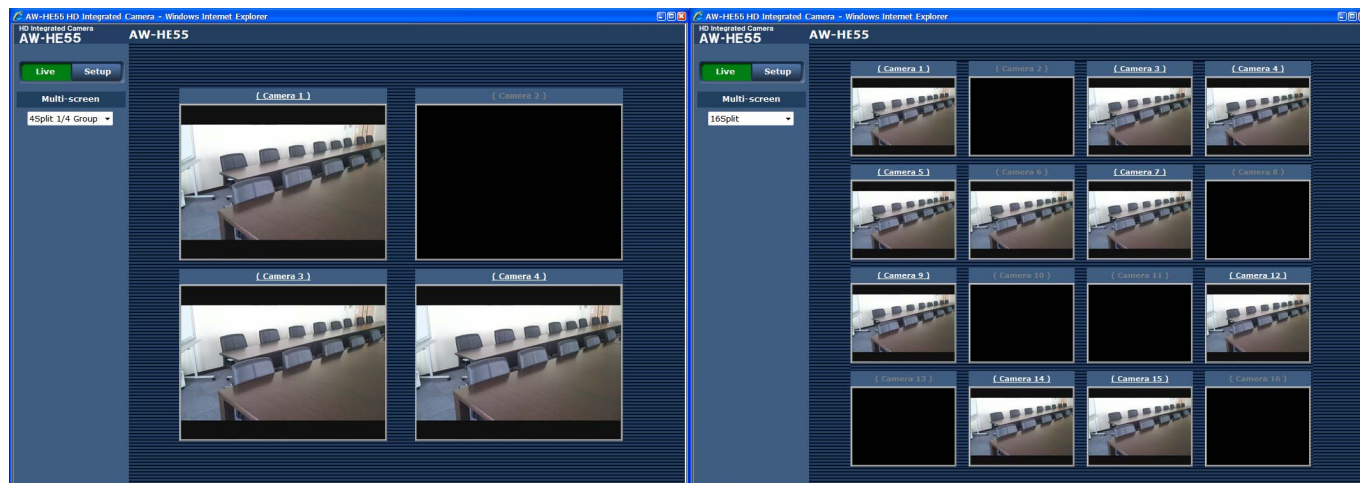 AW-HE55 HD Integrated Camera - Windows Internet Explorer
HD Integrated Camera
AW-HE55
AW-HE55
Live
Setup
Multi-screen
4Split 1/4 Group
( Camera 1 )
( Camera 2 )
( Camera 3 )
( Camera 4 )
AW-HE55 HD Integrated Camera - Windows Internet Explorer
HD Integrated Camera
AW-HE55
AW-HE55
Live
Setup
Multi-screen
16Split
( Camera 1 )
( Camera 2 )
( Camera 3 )
( Camera 4 )
( Camera 5 )
( Camera 6 )
( Camera 7 )
( Camera 8 )
( Camera 9 )
( Camera 10 )
( Camera 11 )
( Camera 12 )
( Camera 13 )
( Camera 14 )
( Camera 15 )
( Camera 16 )